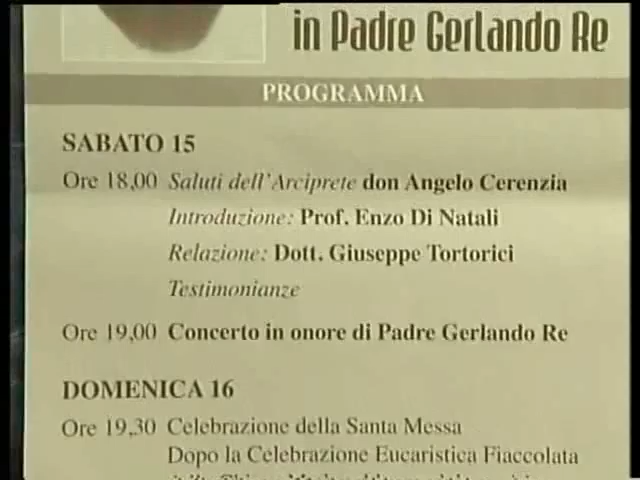 in Padre Gerlando Re
PROGRAMMA
SABATO 15
Ore 18,00 Saluti dell'Arciprete don Angelo Cerenzia
Introduzione: Prof. Enzo Di Natali
Relazione: Dott. Giuseppe Tortorici
Testimonianze
Ore 19,00 Concerto in onore di Padre Gerlando Re
DOMENICA 16
Ore 19,30 Celebrazione della Santa Messa
Dopo la Celebrazione Eucaristica Fiaccolata